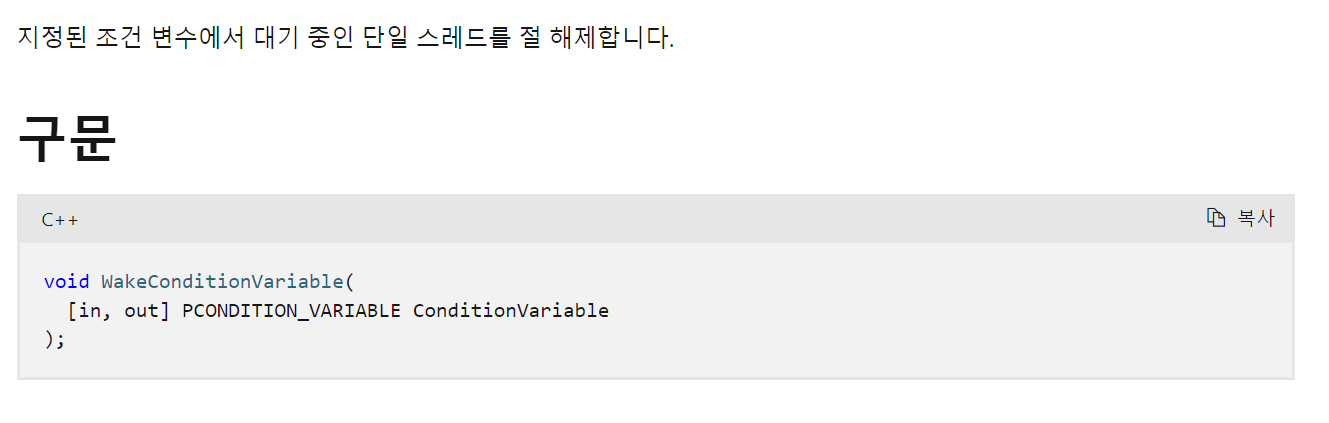 지정된 조건 변수에서 대기 중인 단일 스레드를 절 해제합니다.
구문
C++
복사
void WakeConditionVariable(
  [in, out] PCONDITION_VARIABLE ConditionVariable
);